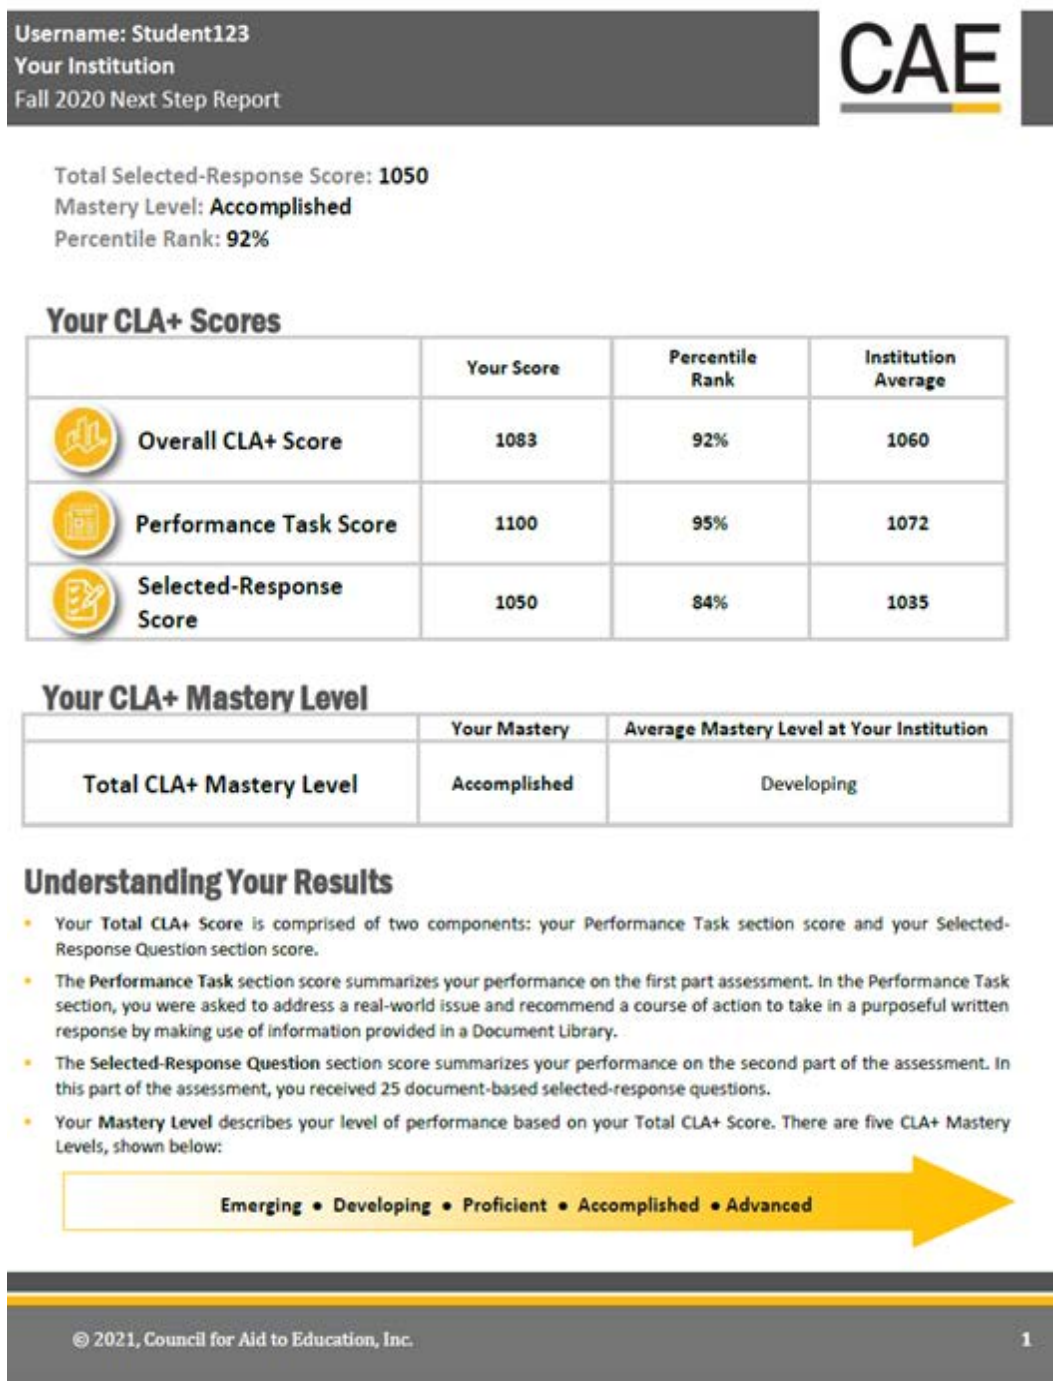 Username: Student123
Your Institution
Fall 2020 Next Step Report
CAE
Total Selected-Response Score: 1050
Mastery Level: Accomplished
Percentile Rank: 92%
Your CLA+ Scores
Your Score
Percentile
Rank
Institution
Average
Overall CLA+ Score 1083 92% 1060
Performance Task Score 1100 95% 1072
Selected-Response
Score
1050 84% 1035
Your CLA+ Mastery Level
Your Mastery Average Mastery Level at Your Institution
Total CLA+ Mastery Level Accomplished Developing
Understanding Your Results
• Your Total CLA+ Score is comprised of two components: your Performance Task section score and your Selected-
Response Question section score.
• The Performance Task section score summarizes your performance on the first part assessment. In the Performance Task
section, you were asked to address a real-world issue and recommend a course of action to take in a purposeful written
response by making use of information provided in a Document Library.
• The Selected-Response Question section score summarizes your performance on the second part of the assessment. In
this part of the assessment, you received 25 document-based selected-response questions.
• Your Mastery Level describes your level of performance based on your Total CLA+ Score. There are five CLA+ Mastery
Levels, shown below:
Emerging • Developing • Proficient • Accomplished • Advanced
© 2021, Council for Aid to Education, Inc. 1